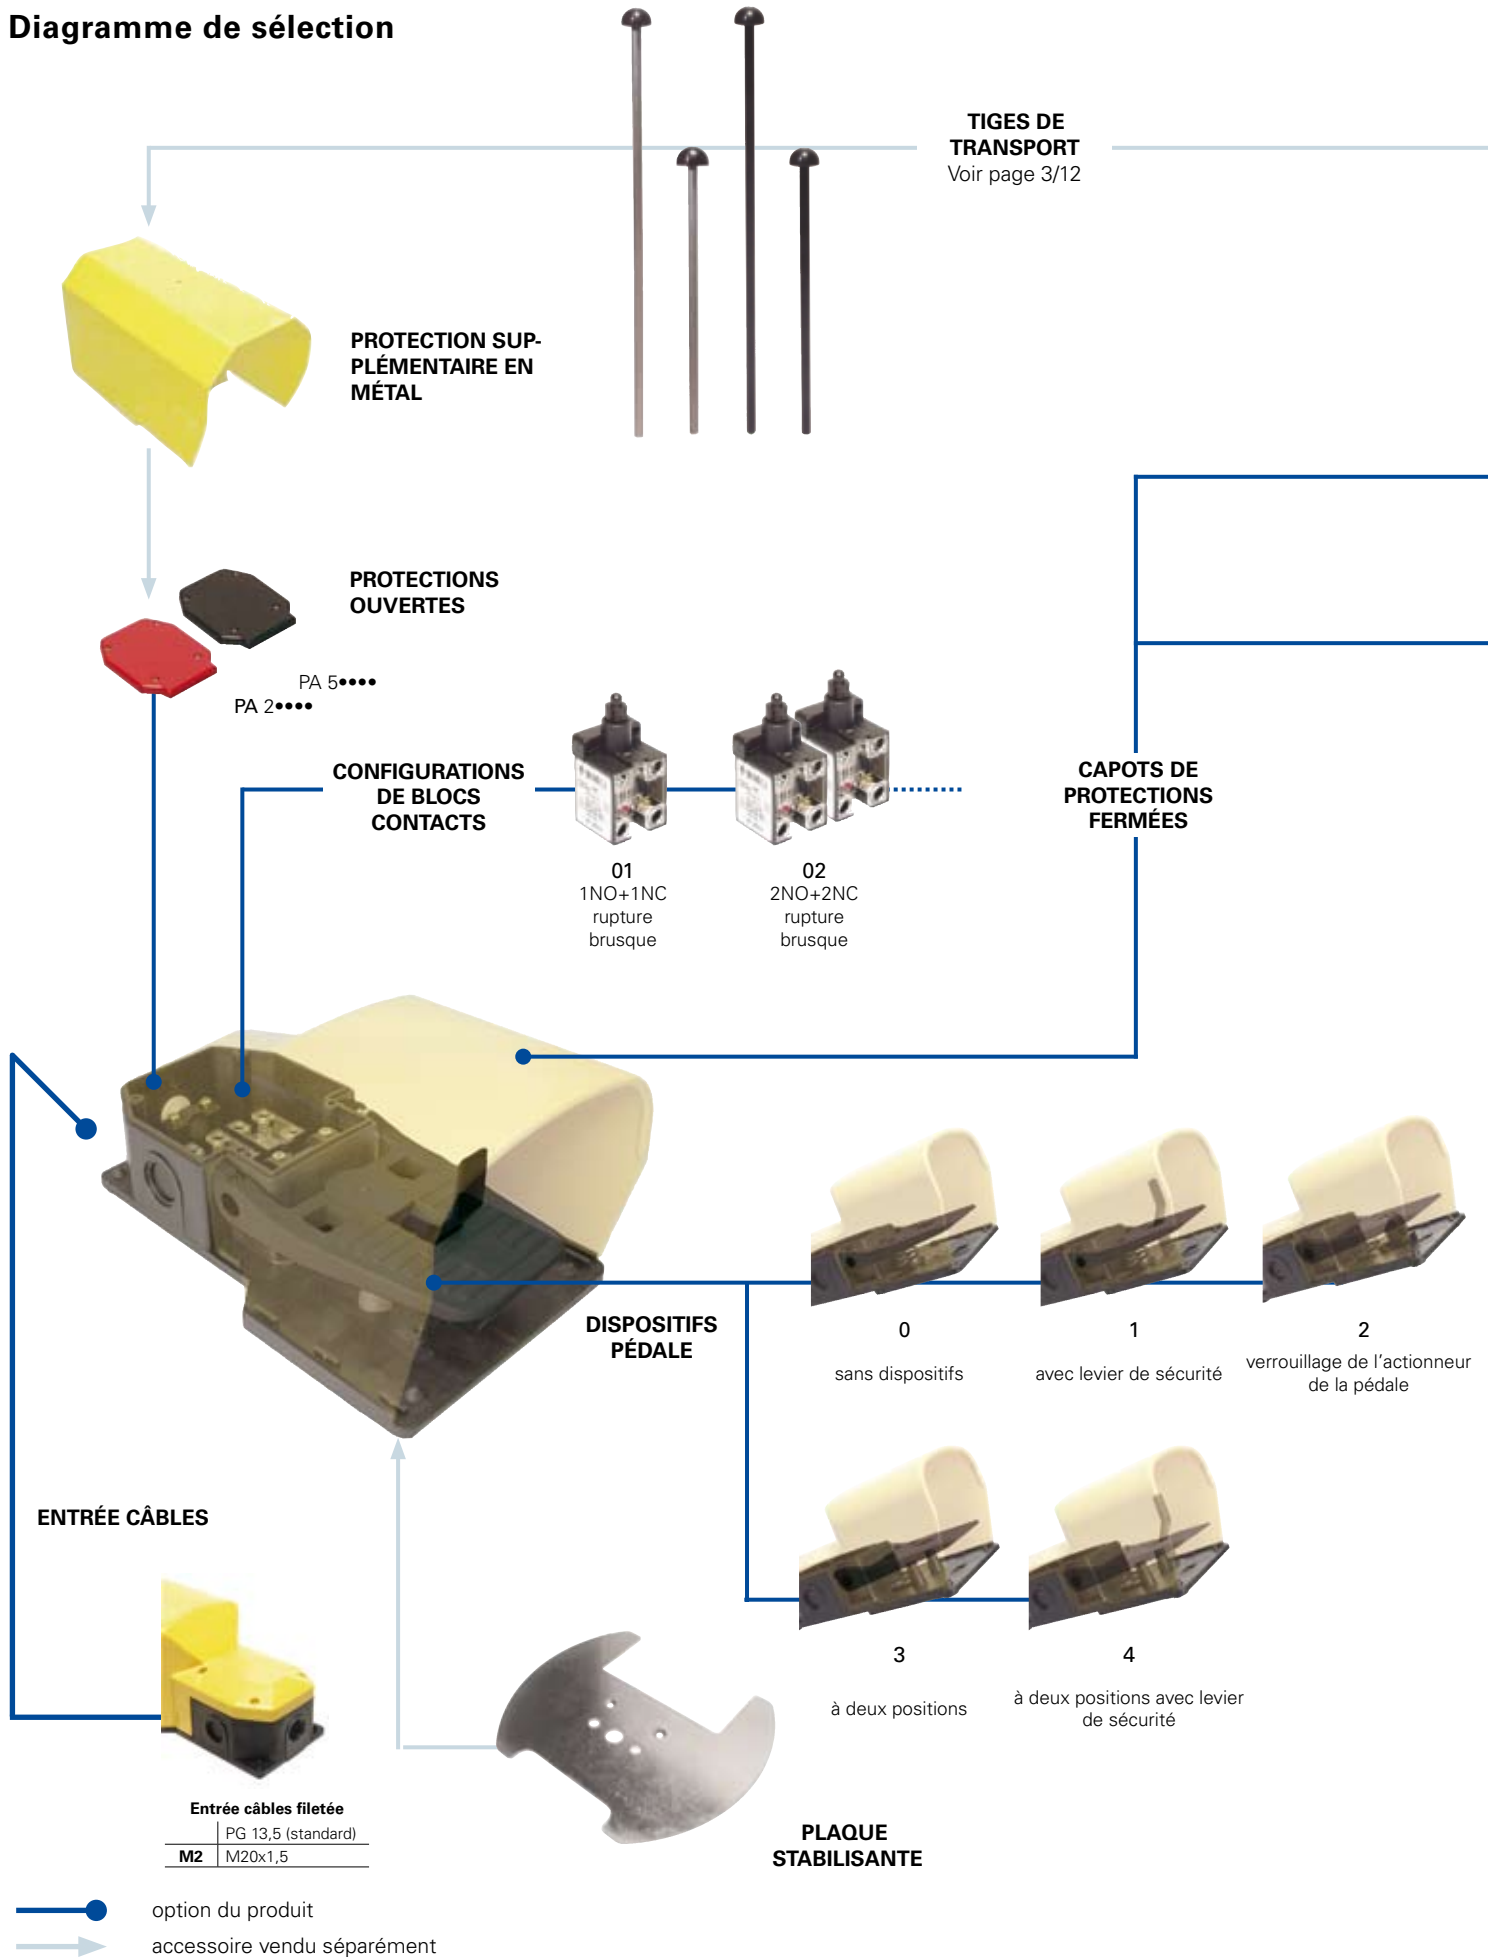 Diagramme de sélection
TIGES DE
TRANSPORT
Voir page 3/12
PROTECTION SUP-
PLÉMENTAIRE EN
MÉTAL
PROTECTIONS
OUVERTES
PA 5••••
PA 2••••
CONFIGURATIONS
DE BLOCS
CONTACTS
01
1NO+1NC
rupture
brusque
02
2NO+2NC
rupture
brusque
CAPOTS DE
PROTECTIONS
FERMÉES
DISPOSITIFS
PÉDALE
0
sans dispositifs
1
avec levier de sécurité
2
verrouillage de l'actionneur
de la pédale
3
à deux positions
4
à deux positions avec levier
de sécurité
ENTRÉE CÂBLES
Entrée câbles filetée
PG 13,5 (standard)
M2 M20x1,5
PLAQUE
STABILISANTE
option du produit
accessoire vendu séparément